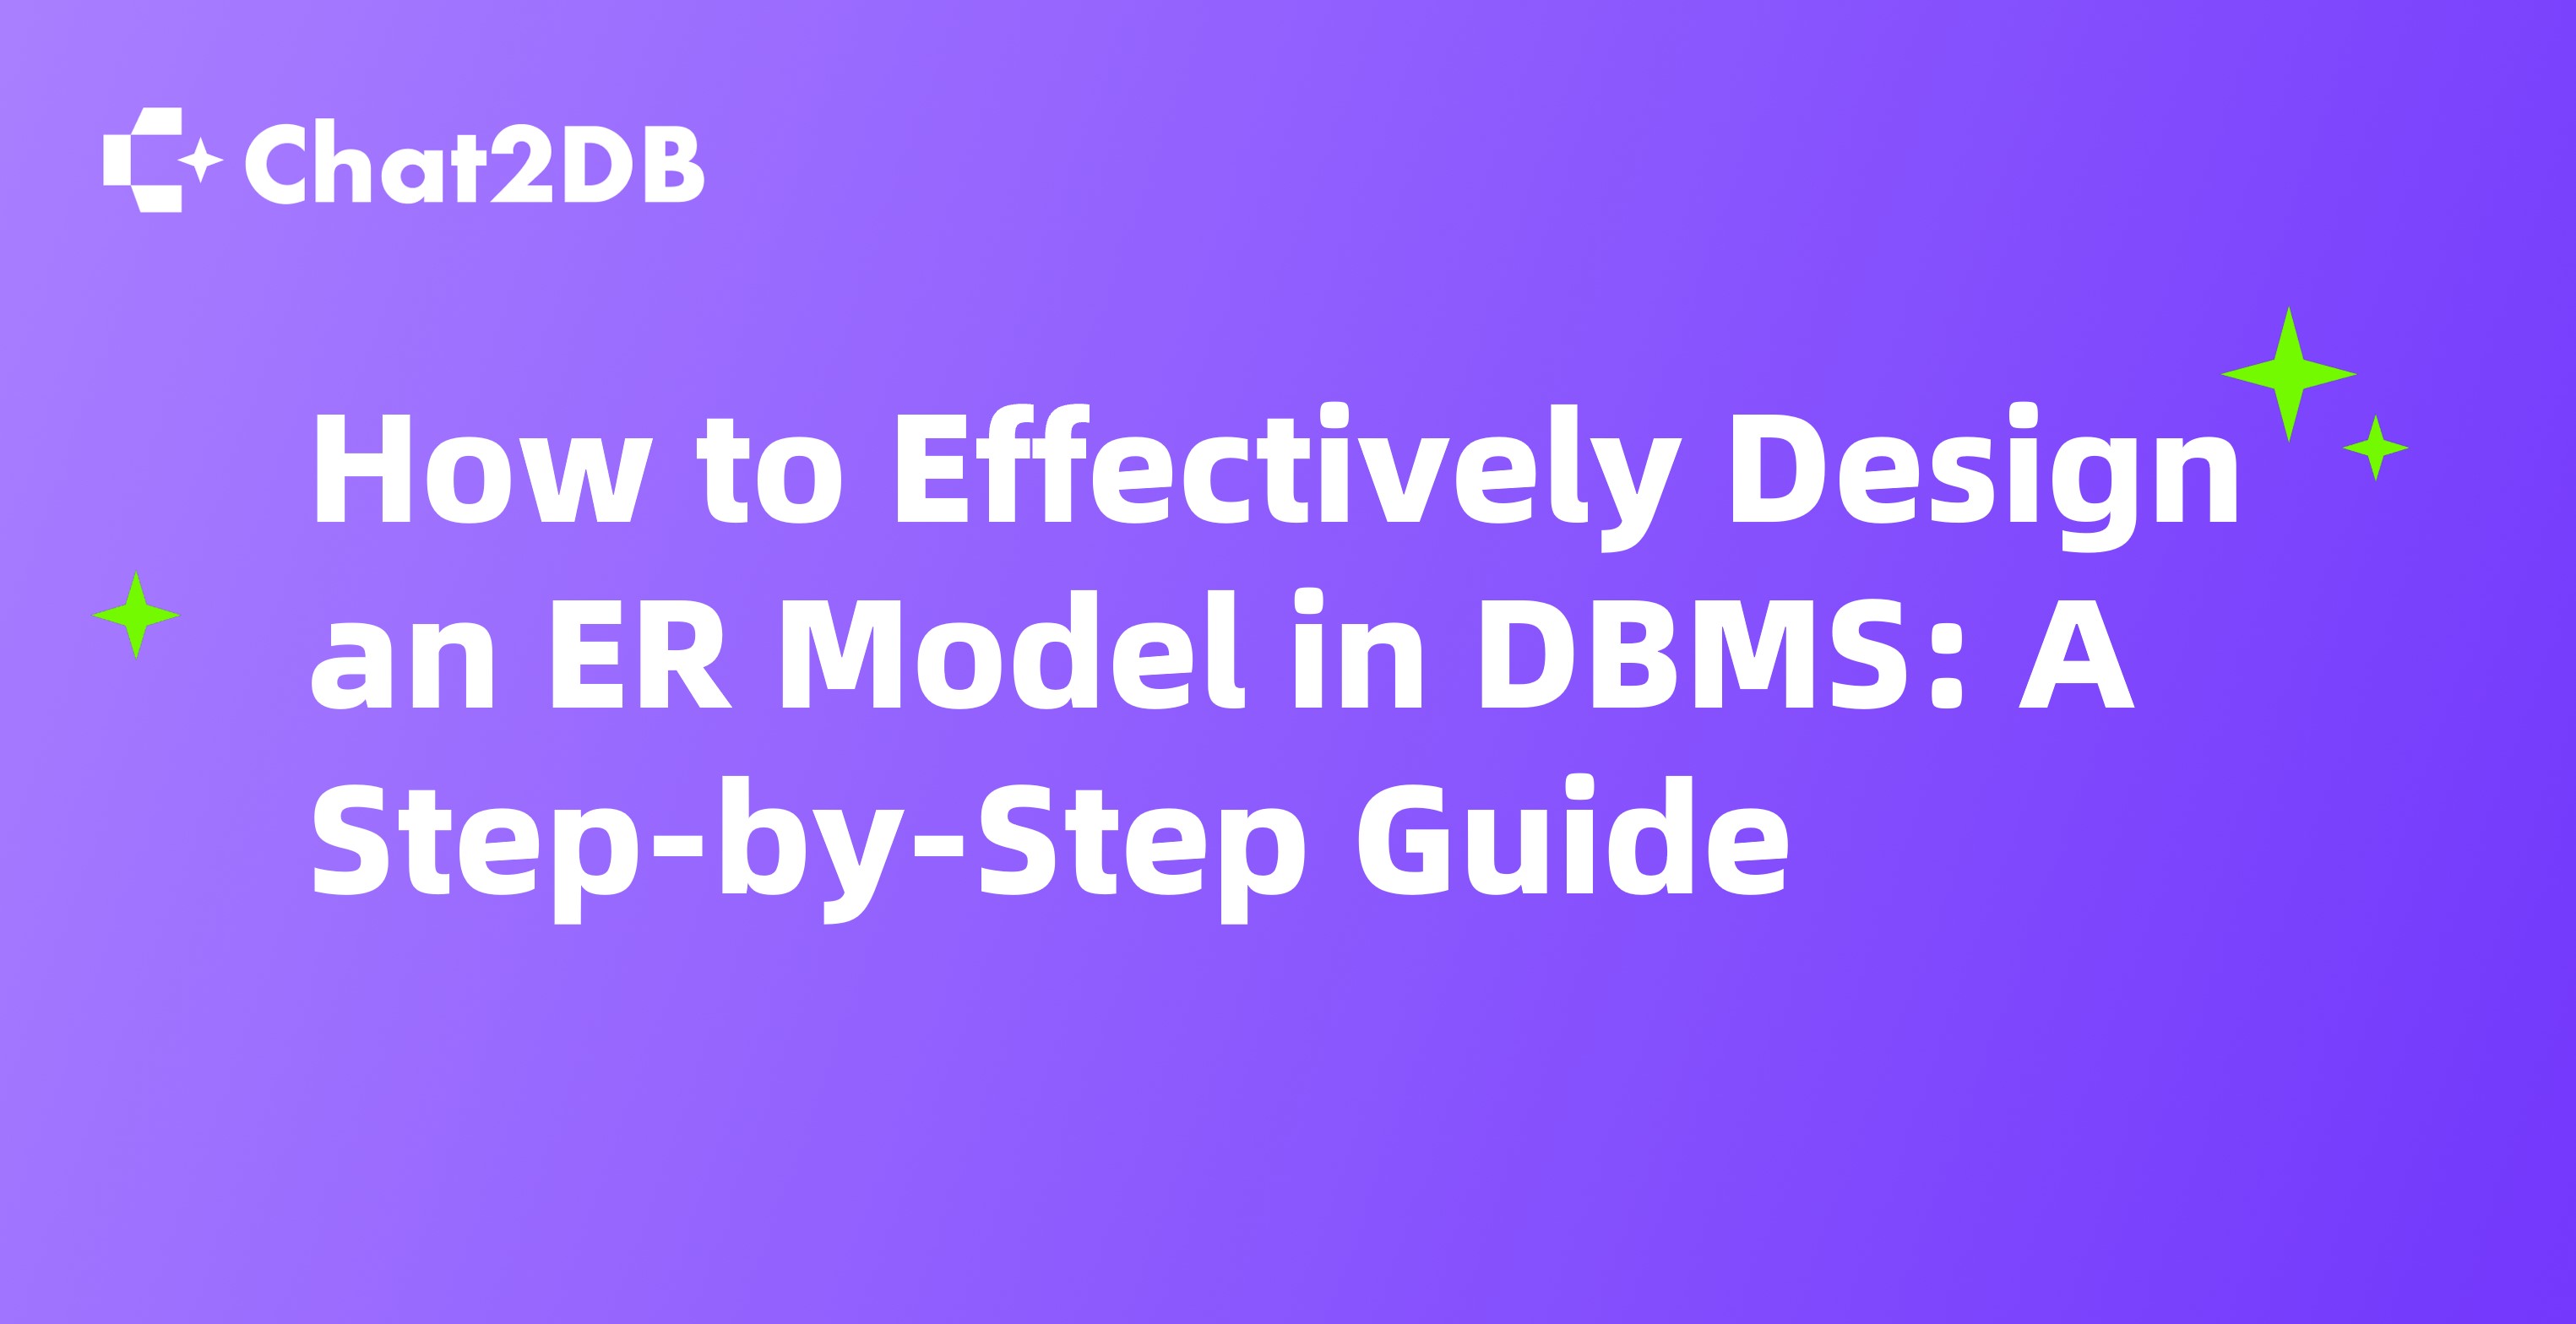 Chat2DB
How to Effectively Design
an ER Model in DBMS: A
Step-by-Step Guide